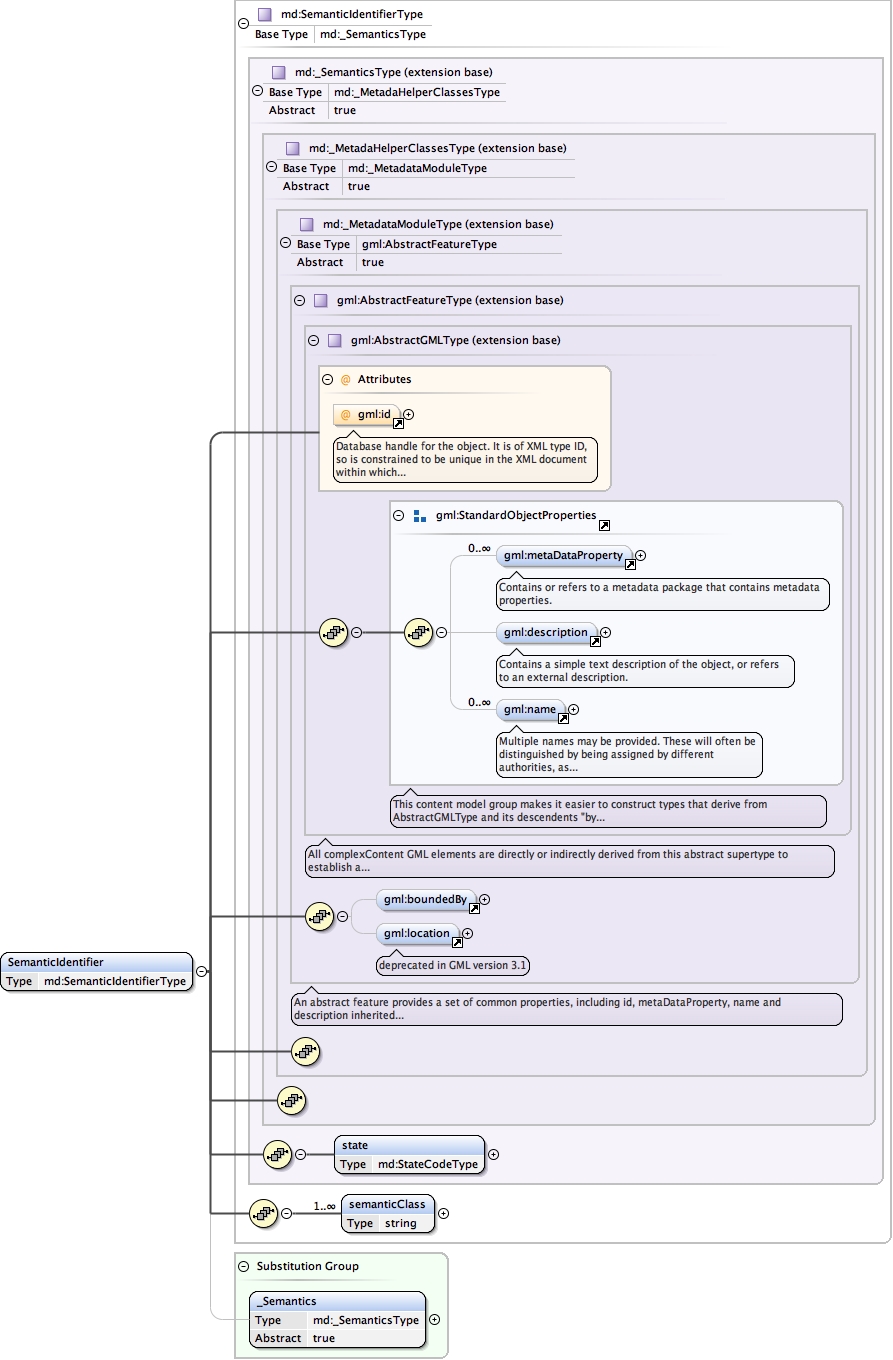 md:SemanticIdentifierType
Base Type md:_SemanticsType
md:_SemanticsType (extension base)
Base Type md:_MetadaHelperClassesType
Abstract true
md:_MetadaHelperClassesType (extension base)
Base Type md:_MetadataModuleType
Abstract true
md:_MetadataModuleType (extension base)
Base Type gml:AbstractFeatureType
Abstract true
gml:AbstractFeatureType (extension base)
gml:AbstractGMLType (extension base)
@ Attributes
@ gml:id
Database handle for the object. It is of XML type ID,
so is constrained to be unique in the XML document
within which...
gml:StandardObjectProperties
0..∞ gml:metaDataProperty
Contains or refers to a metadata package that contains metadata
properties.
gml:description
Contains a simple text description of the object, or refers
to an external description.
0..∞ gml:name
Multiple names may be provided. These will often be
distinguished by being assigned by different
authorities, as...
This content model group makes it easier to construct types that derive from
AbstractGMLType and its descendents "by...
All complexContent GML elements are directly or indirectly derived from this abstract supertype to
establish a...
gml:boundedBy
gml:location
deprecated in GML version 3.1
SemanticIdentifier
Type md:SemanticIdentifierType
An abstract feature provides a set of common properties, including id, metaDataProperty, name and
description inherited...
state
Type md:StateCodeType
1..∞ semanticClass
Type string
Substitution Group
_Semantics
Type md:_SemanticsType
Abstract true